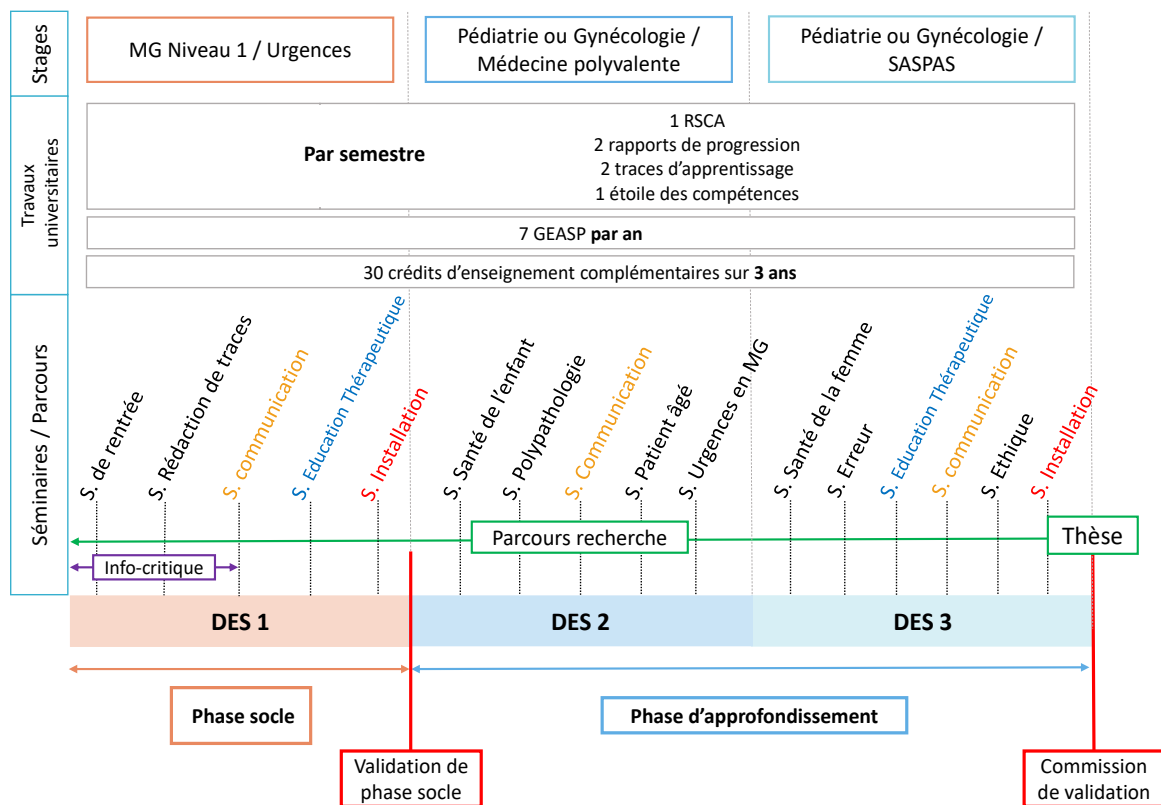 Stages
MG Niveau 1 / Urgences
Pédiatrie ou Gynécologie /
Médecine polyvalente
Pédiatrie ou Gynécologie /
SASPAS
Travaux
universitaires
Par semestre
1 RSCA
2 rapports de progression
2 traces d'apprentissage
1 étoile des compétences
7 GEASP par an
30 crédits d'enseignement complémentaires sur 3 ans
Séminaires / Parcours
S. de rentrée
S. Rédaction de traces
S. communication
S. Education Thérapeutique
S. Installation
S. Santé de l'enfant
S. Polypathologie
S. Communication
S. Patient âgé
S. Urgences en MG
S. Santé de la femme
S. Erreur
S. Education Thérapeutique
S. communication
S. Ethique
S. Installation
Parcours recherche
Thèse
Info-critique
DES 1
DES 2
DES 3
Phase socle
Phase d'approfondissement
Validation de
phase socle
Commission
de validation